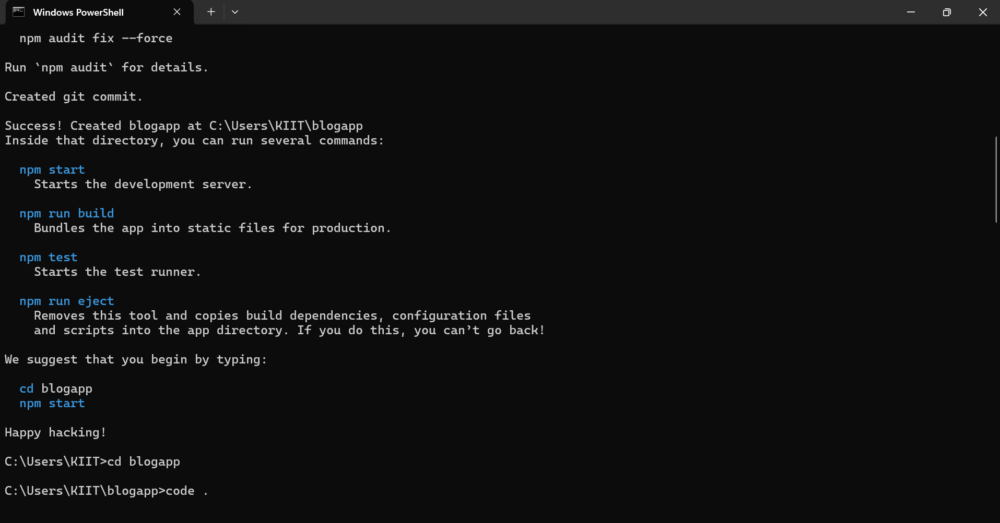 Windows PowerShell
npm audit fix --force
Run `npm audit` for details.
Created git commit.
Success! Created blogapp at C:\Users\KIIT\blogapp
Inside that directory, you can run several commands:
npm start
Starts the development server.
npm run build
Bundles the app into static files for production.
npm test
Starts the test runner.
npm run eject
Removes this tool and copies build dependencies, configuration files
and scripts into the app directory. If you do this, you can’t go back!
We suggest that you begin by typing:
cd blogapp
npm start
Happy hacking!
C:\Users\KIIT>cd blogapp
C:\Users\KIIT\blogapp>code .